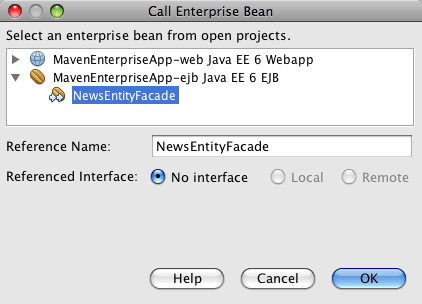 Call Enterprise Bean
Select an enterprise bean from open projects.
MavenEnterpriseApp-web Java EE 6 Webapp
MavenEnterpriseApp-ejb Java EE 6 EJB
NewsEntityFacade
Reference Name: NewsEntityFacade
Referenced Interface: No interface Local Remote
Help Cancel OK